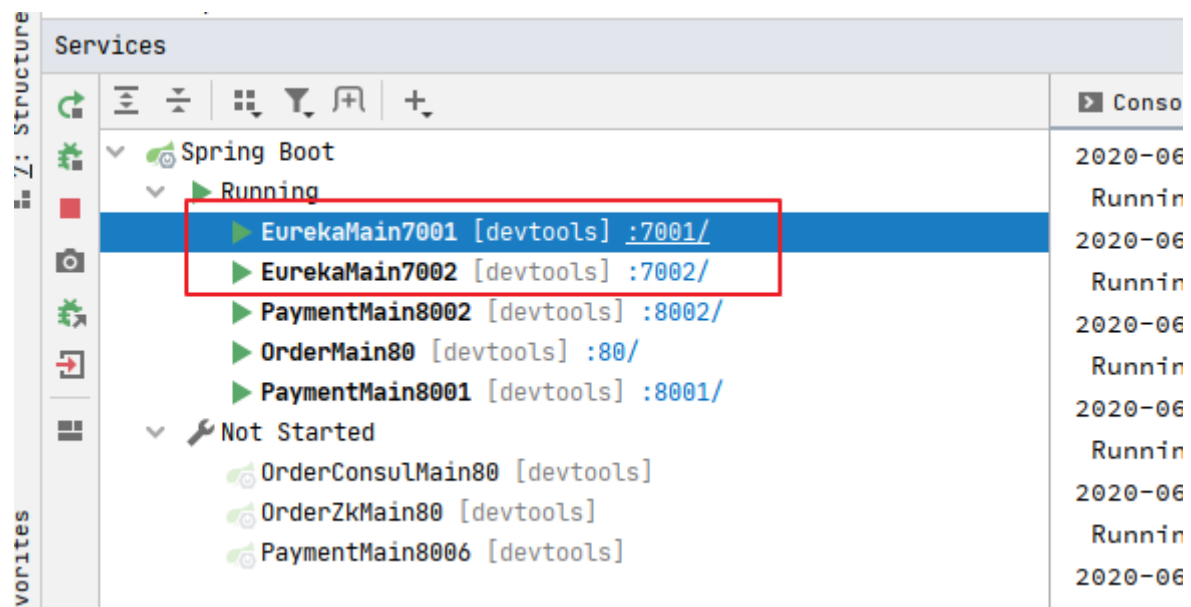 Services
Z: Structure
Conso
Spring Boot
2020-06
Running
Runnin
EurekaMain7001 [devtools] :7001/
2020-06
EurekaMain7002 [devtools] :7002/
Runnin
PaymentMain8002 [devtools] :8002/
2020-06
OrderMain80 [devtools] :80/
Runnin
PaymentMain8001 [devtools] :8001/
2020-06
Not Started
Runnin
OrderConsulMain80 [devtools]
2020-06
OrderZkMain80 [devtools]
Runnin
PaymentMain8006 [devtools]
2020-06
vorites